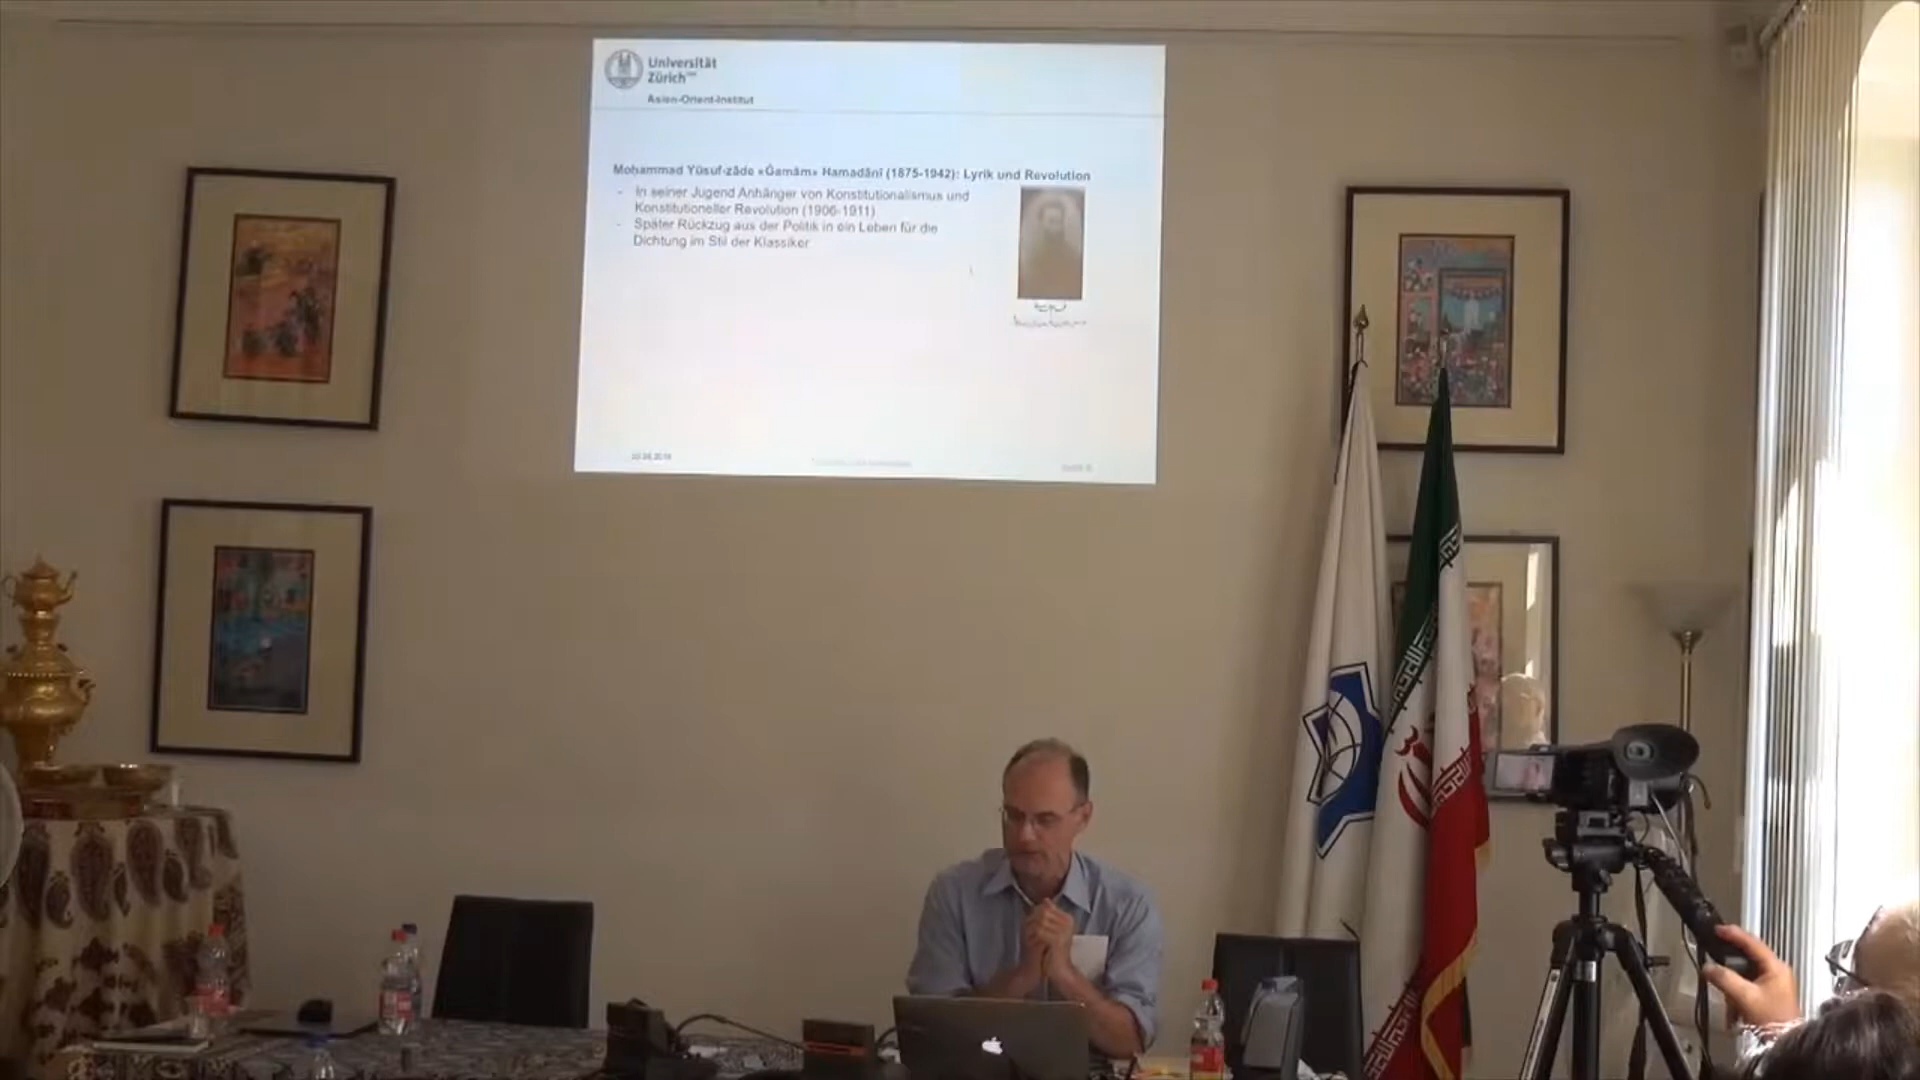 Universität
Zürich
Asien-Orient-Institut
Mohammad Yūsuf-zāde «Ġamām» Hamadānī (1875-1942): Lyrik und Revolution
- In seiner Jugend Anhänger von Konstitutionalismus und
Konstitutioneller Revolution (1906-1911)
- Später Rückzug aus der Politik in ein Leben für die
Dichtung im Stil der Klassiker